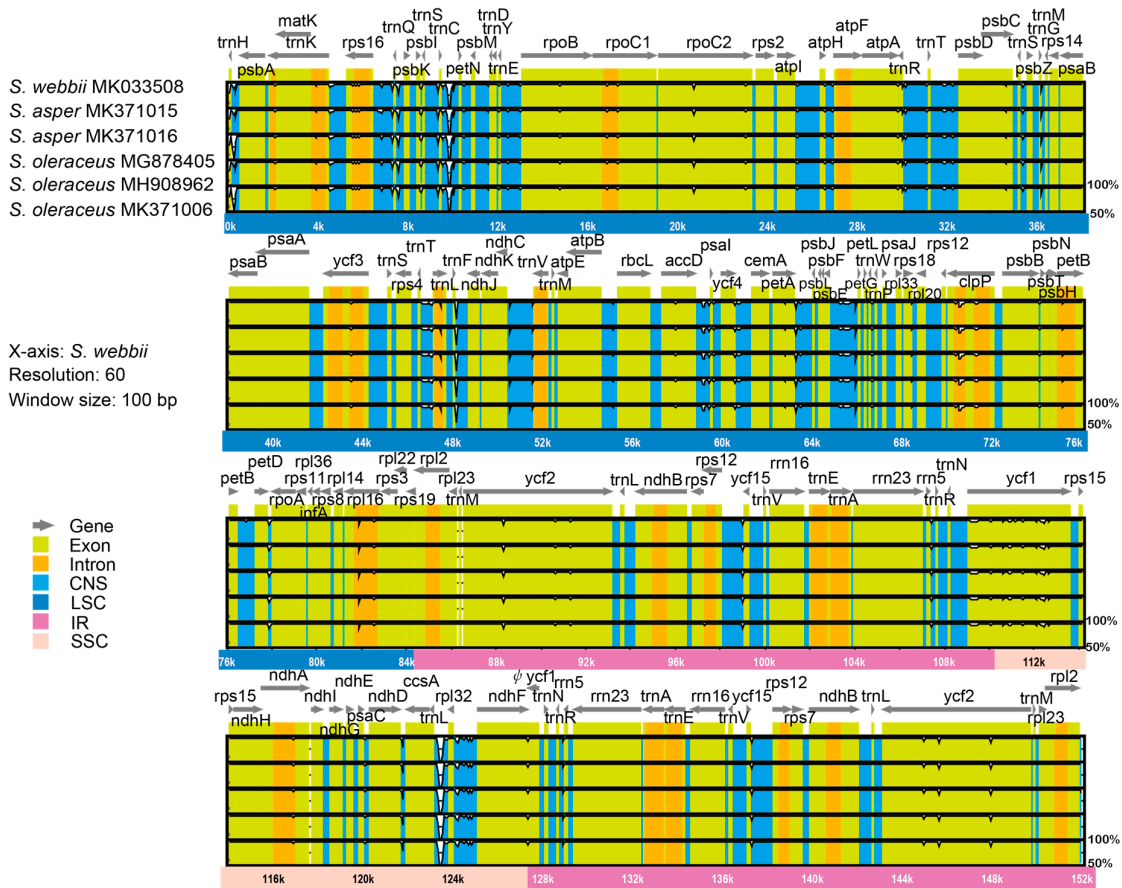 matK trnS trnD trnM
trnQ trnC trnY atpF psbC trnG
trnH trnK rps16 psbI psbM rpoB rpoC1 rpoC2 rps2 atpH atpA trnT psbD trnS rps14
psbA psbK petN trnE atpI trnR psbZ psaB
S. webbii MK033508
S. asper MK371015
S. asper MK371016
S. oleraceus MG878405
S. oleraceus MH908962
S. oleraceus MK371006
100%
50%
0k 4k 8k 12k 16k 20k 24k 28k 32k 36k
psaA trnT ndhC atpB psbJ petL psaJ rps12 psbN
psaB ycf3 trnS trnF ndhK trnV atpE rbcL accD psaI cemA psbF trnW rps18 clpP psbB petB
rps4 trnL ndhJ trnM ycf4 petA psbL psbE petG trnP rpl33 rpl20 psbT psbH
100%
50%
40k 44k 48k 52k 56k 60k 64k 68k 72k 76k
X-axis: S. webbii
Resolution: 60
Window size: 100 bp
petD rpl36 rpl22 rpl2 rps12 rrn16 trnN
petB rps11 rpl14 rps3 rpl23 ycf2 trnL ndhB rps7 ycf15 trnE rrn23 rrn5 ycf1 rps15
rpoA rps8 rpl16 rps19 trnM trnV trnA trnR
infA
100%
50%
76k 80k 84k 88k 92k 96k 100k 104k 108k 112k
Gene
Exon
Intron
CNS
LSC
IR
SSC
ndhA ndhE ccsA ψ ycf1 rrn5 rps12 rpl2
rps15 ndhI ndhD rpl32 ndhF trnN rrn23 trnA rrn16 ycf15 ndhB trnL ycf2 trnM
ndhH ndhG psaC trnL trnR trnE trnV rps7 rpl23
100%
50%
116k 120k 124k 128k 132k 136k 140k 144k 148k 152k